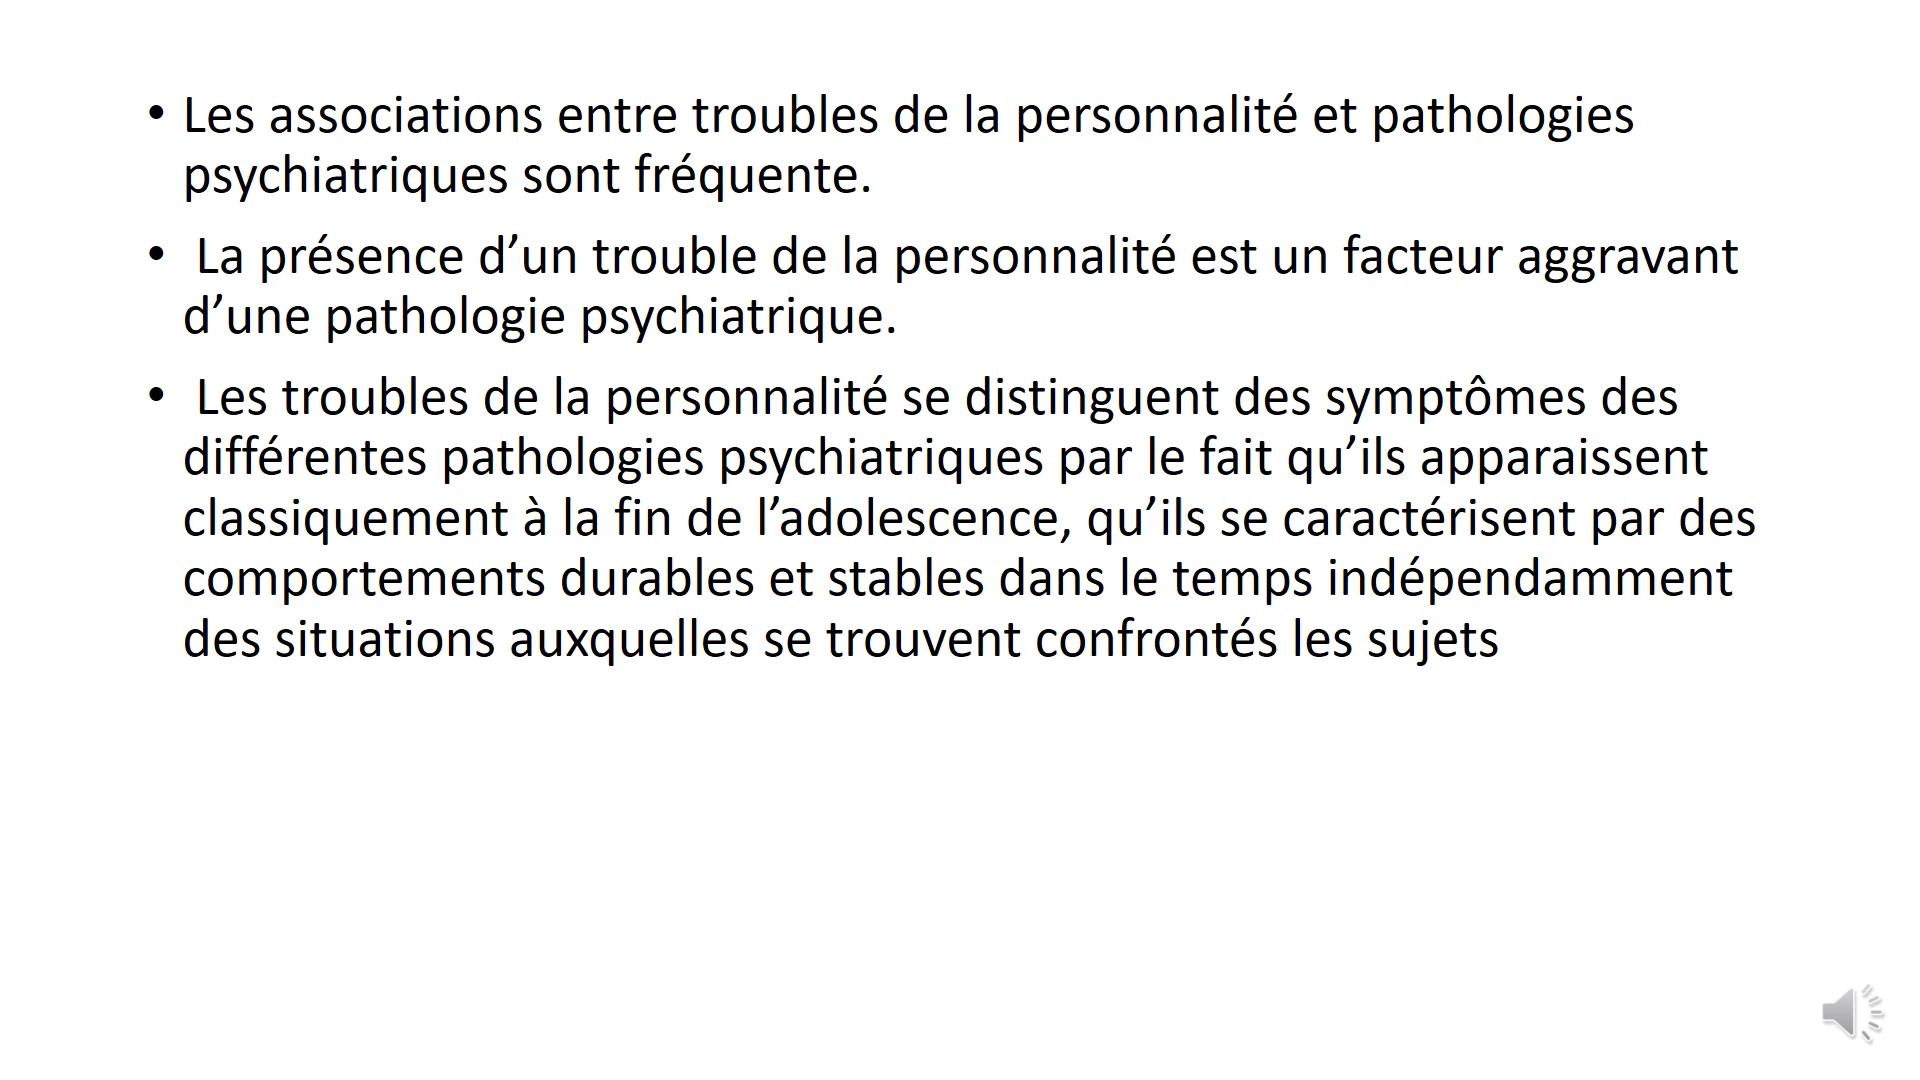 • Les associations entre troubles de la personnalité et pathologies
psychiatriques sont fréquente.
• La présence d’un trouble de la personnalité est un facteur aggravant
d’une pathologie psychiatrique.
• Les troubles de la personnalité se distinguent des symptômes des
différentes pathologies psychiatriques par le fait qu’ils apparaissent
classiquement à la fin de l’adolescence, qu’ils se caractérisent par des
comportements durables et stables dans le temps indépendamment
des situations auxquelles se trouvent confrontés les sujets